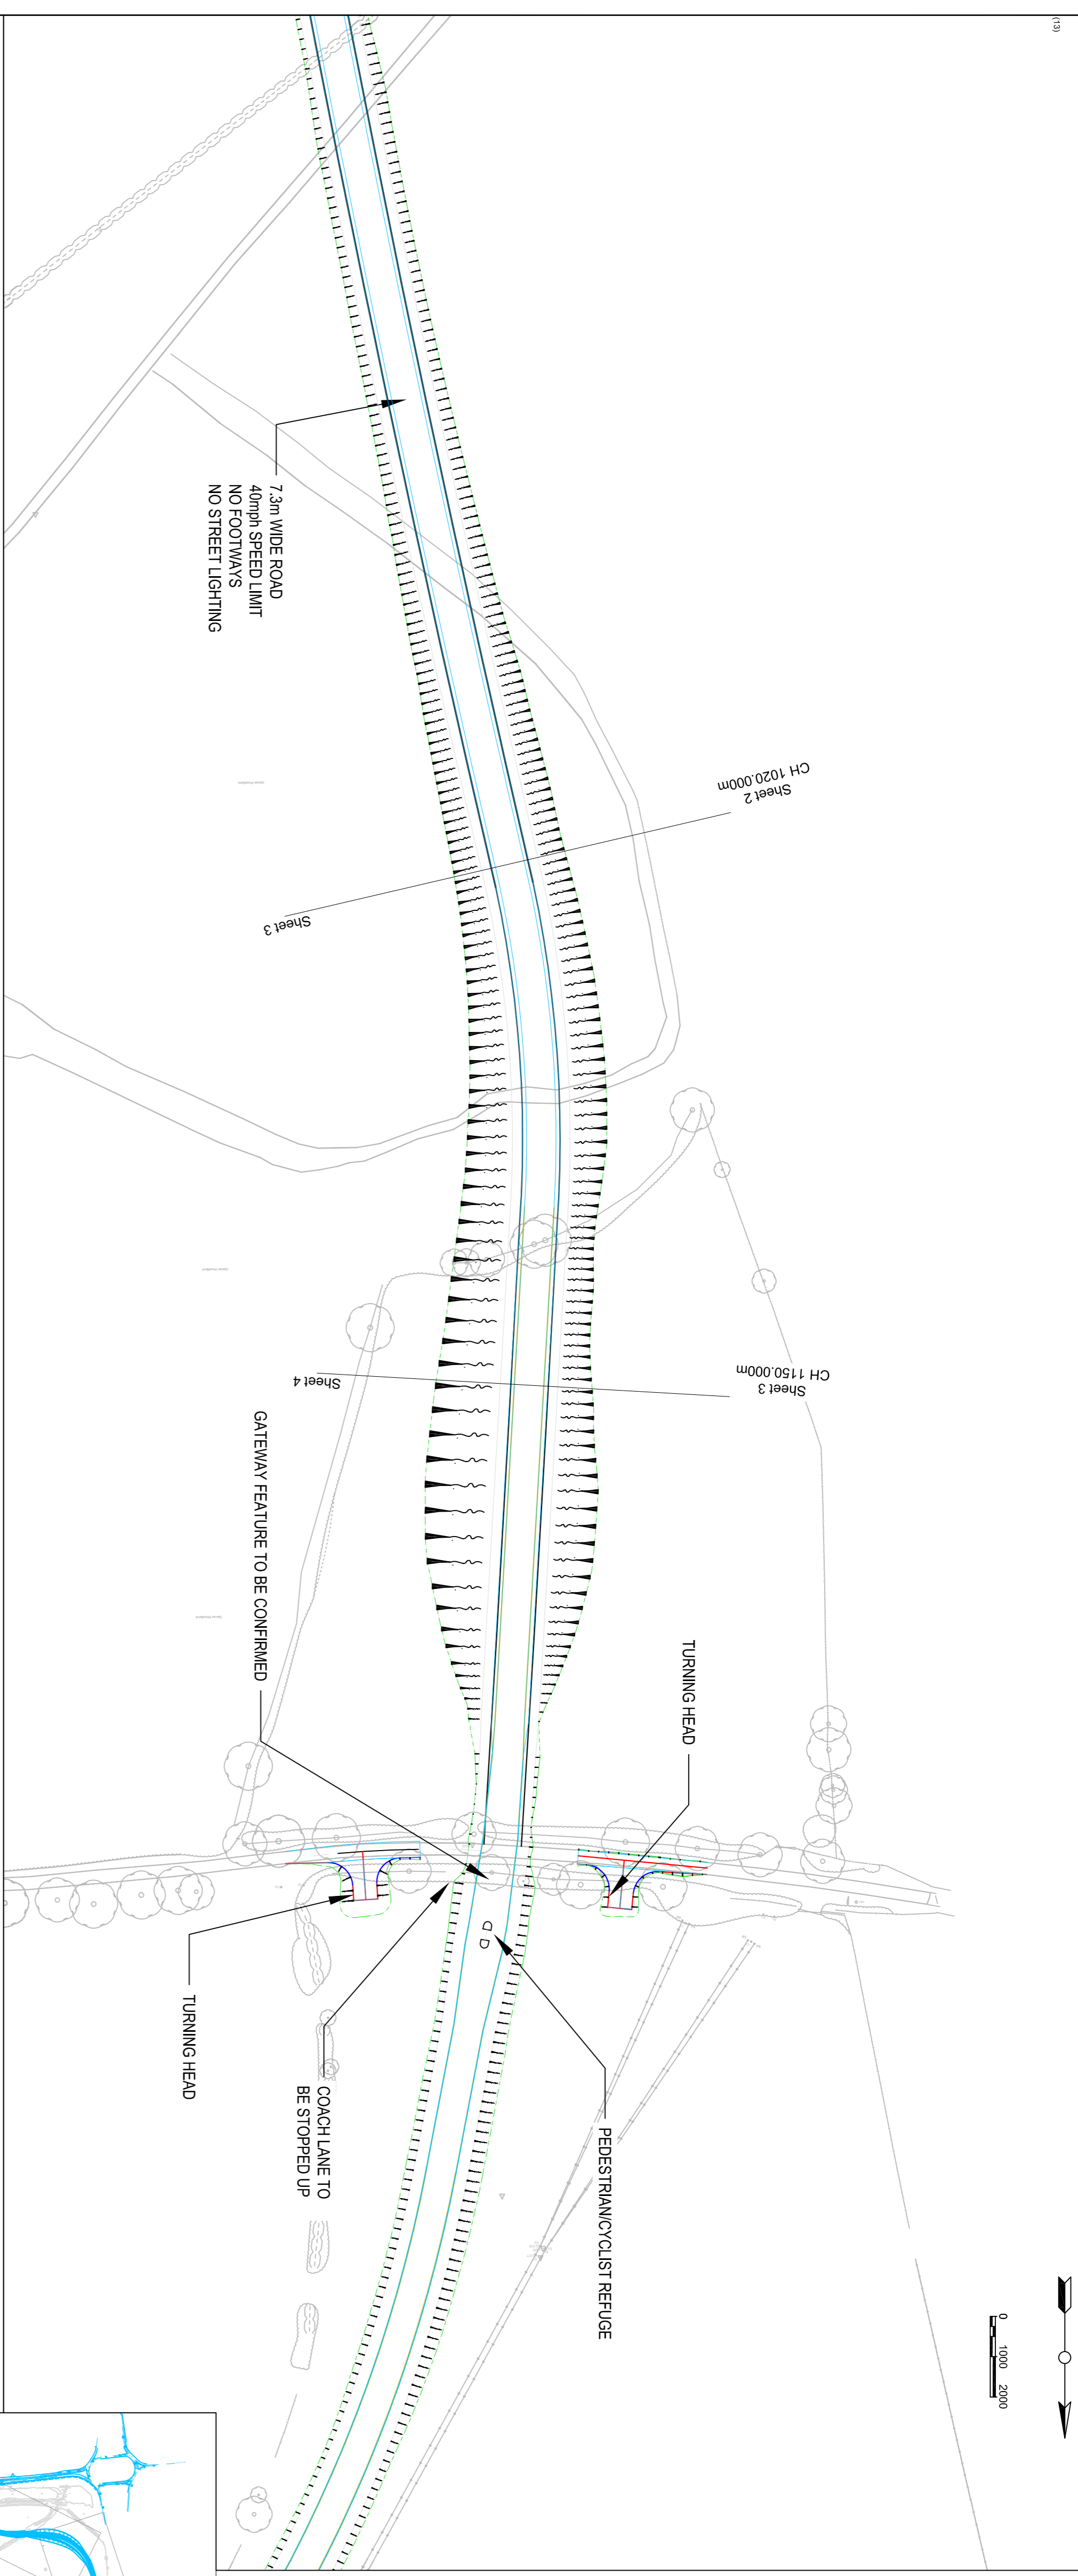 (13)
7.3m WIDE ROAD
40mph SPEED LIMIT
NO FOOTWAYS
NO STREET LIGHTING
CH 1020.000m
Sheet 2
Sheet 3
CH 1150.000m
Sheet 3
Sheet 4
GATEWAY FEATURE TO BE CONFIRMED
TURNING HEAD
TURNING HEAD
COACH LANE TO
BE STOPPED UP
PEDESTRIAN/CYCLIST REFUGE
0 1000 2000